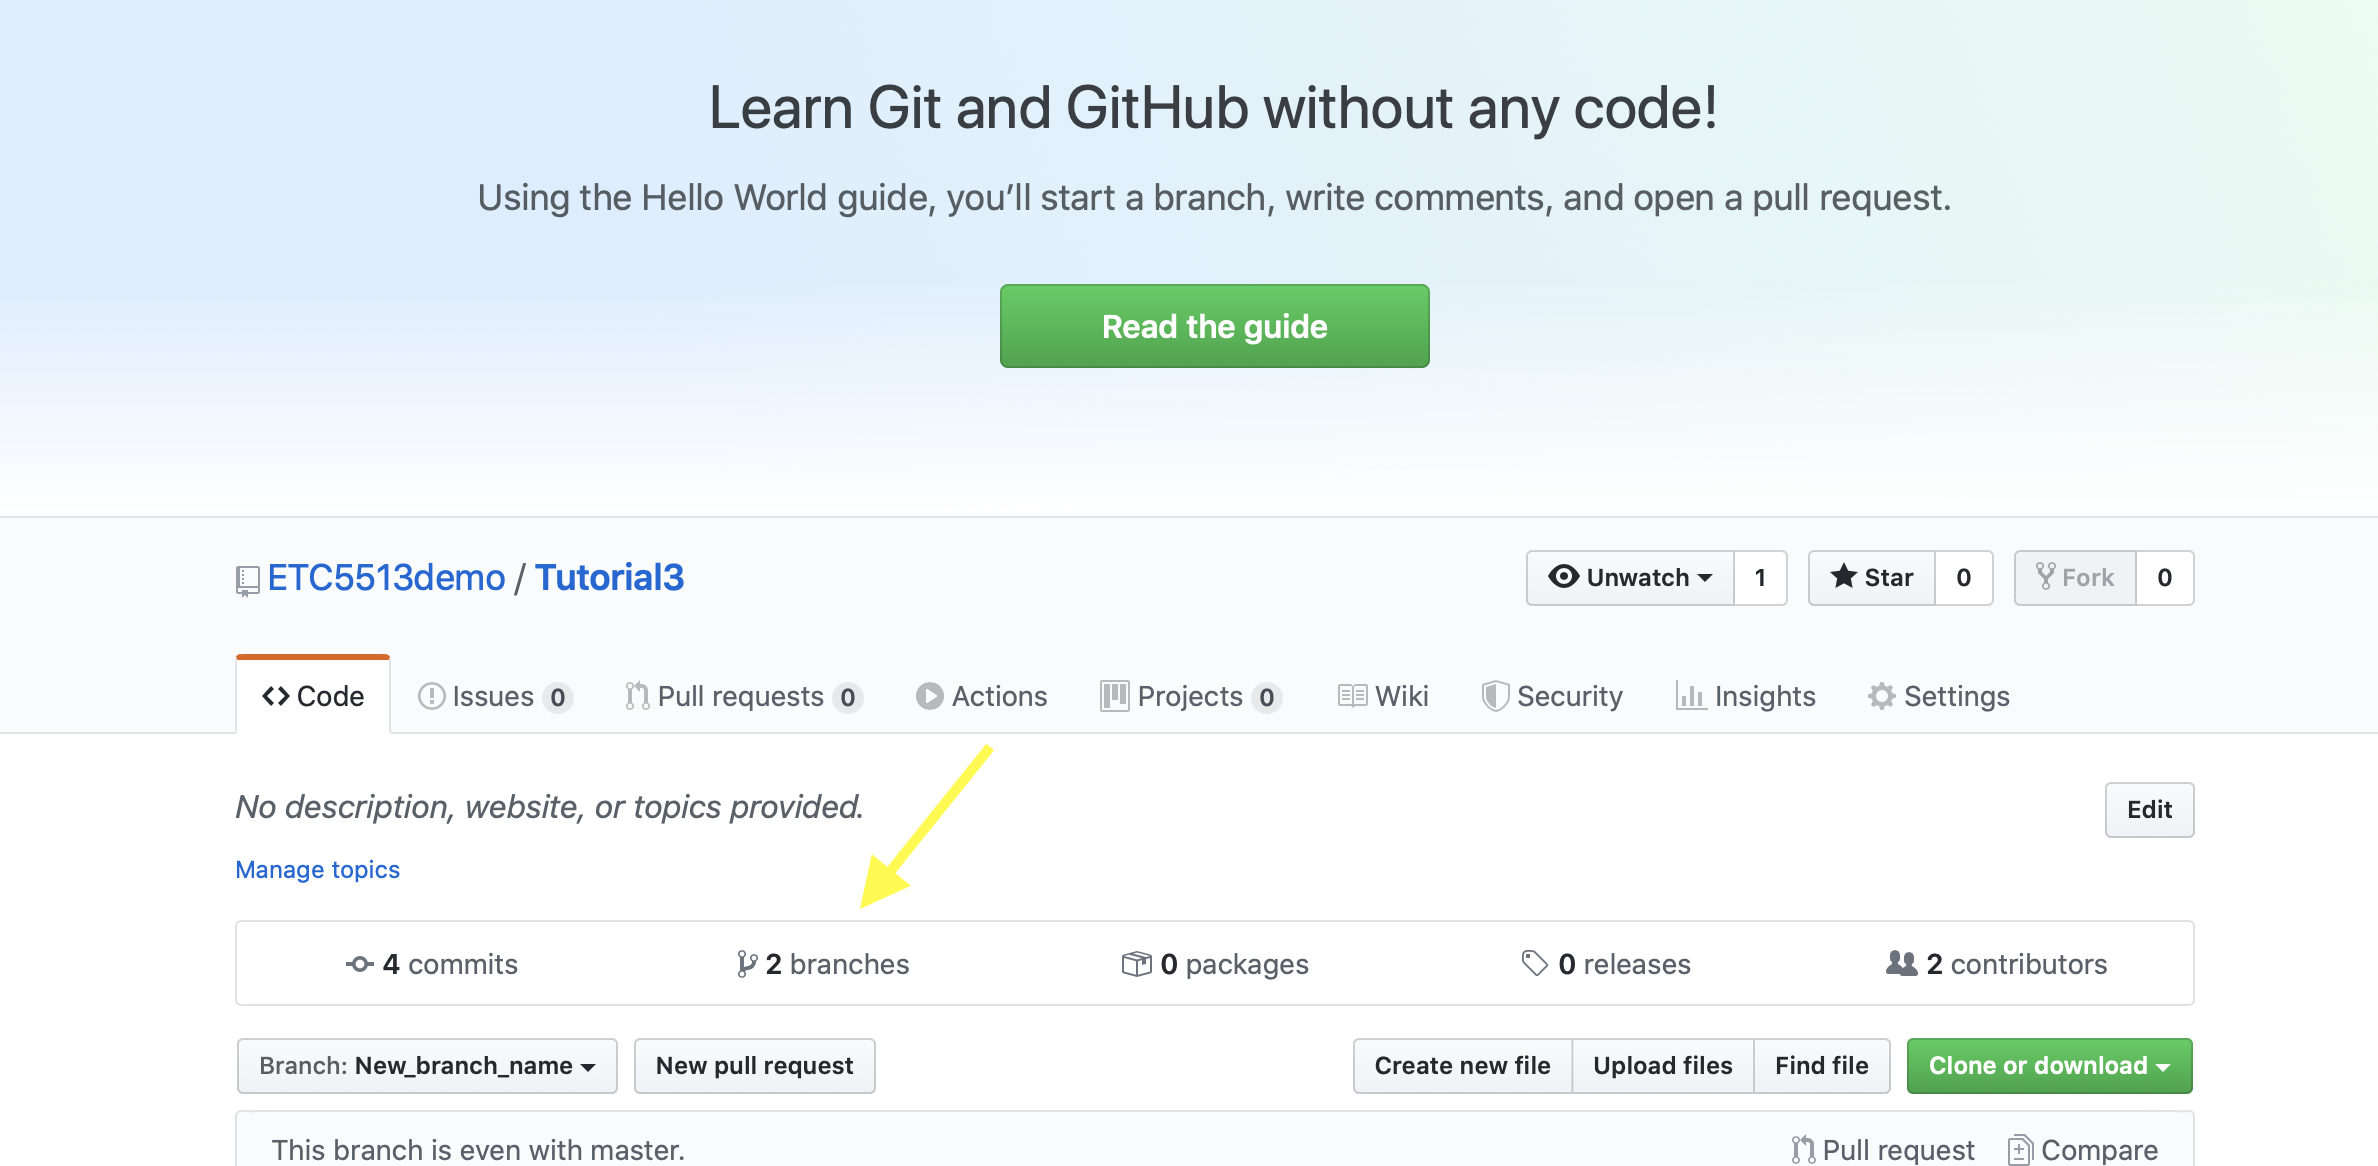 Learn Git and GitHub without any code!
Using the Hello World guide, you’ll start a branch, write comments, and open a pull request.
Read the guide
ETC5513demo / Tutorial3 Unwatch 1 Star 0 Fork 0
Code Issues 0 Pull requests 0 Actions Projects 0 Wiki Security Insights Settings
No description, website, or topics provided. Edit
Manage topics
4 commits 2 branches 0 packages 0 releases 2 contributors
Branch: New_branch_name New pull request Create new file Upload files Find file Clone or download
This branch is even with master. Pull request Compare